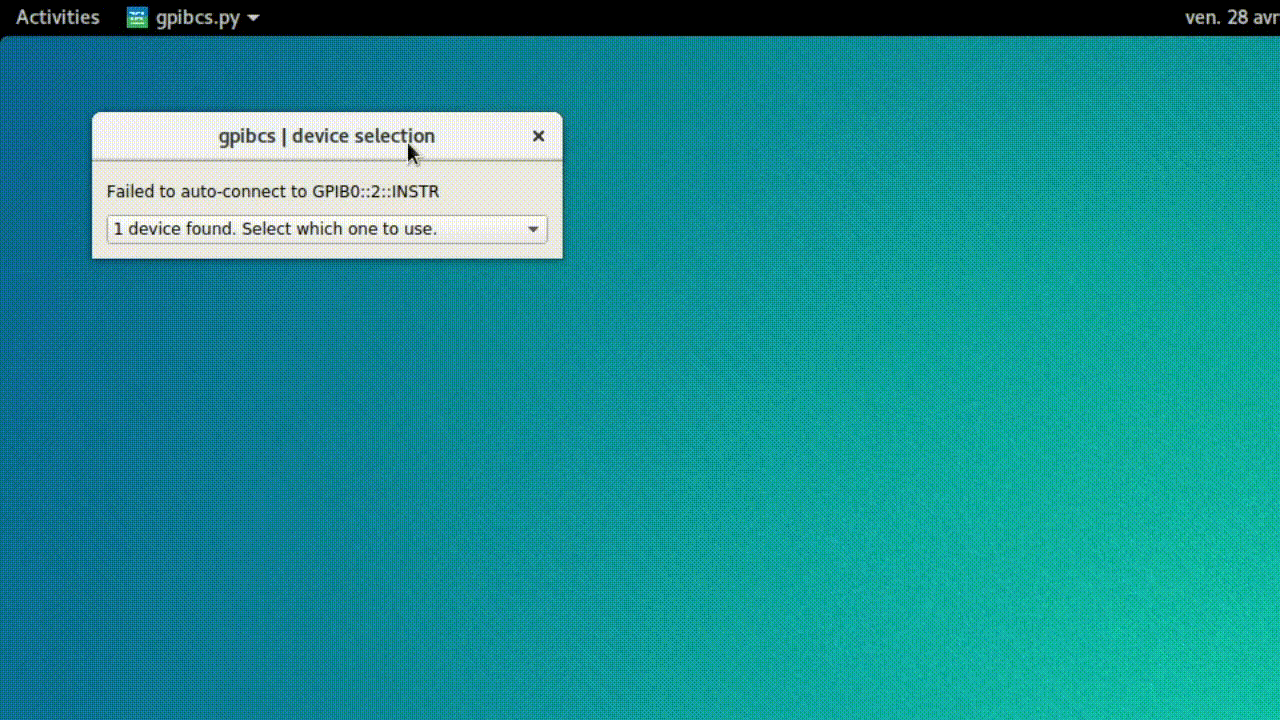 Activities gpibcs.py ven. 28 avr
gpibcs | device selection
Failed to auto-connect to GPIB0::2::INSTR
1 device found. Select which one to use.